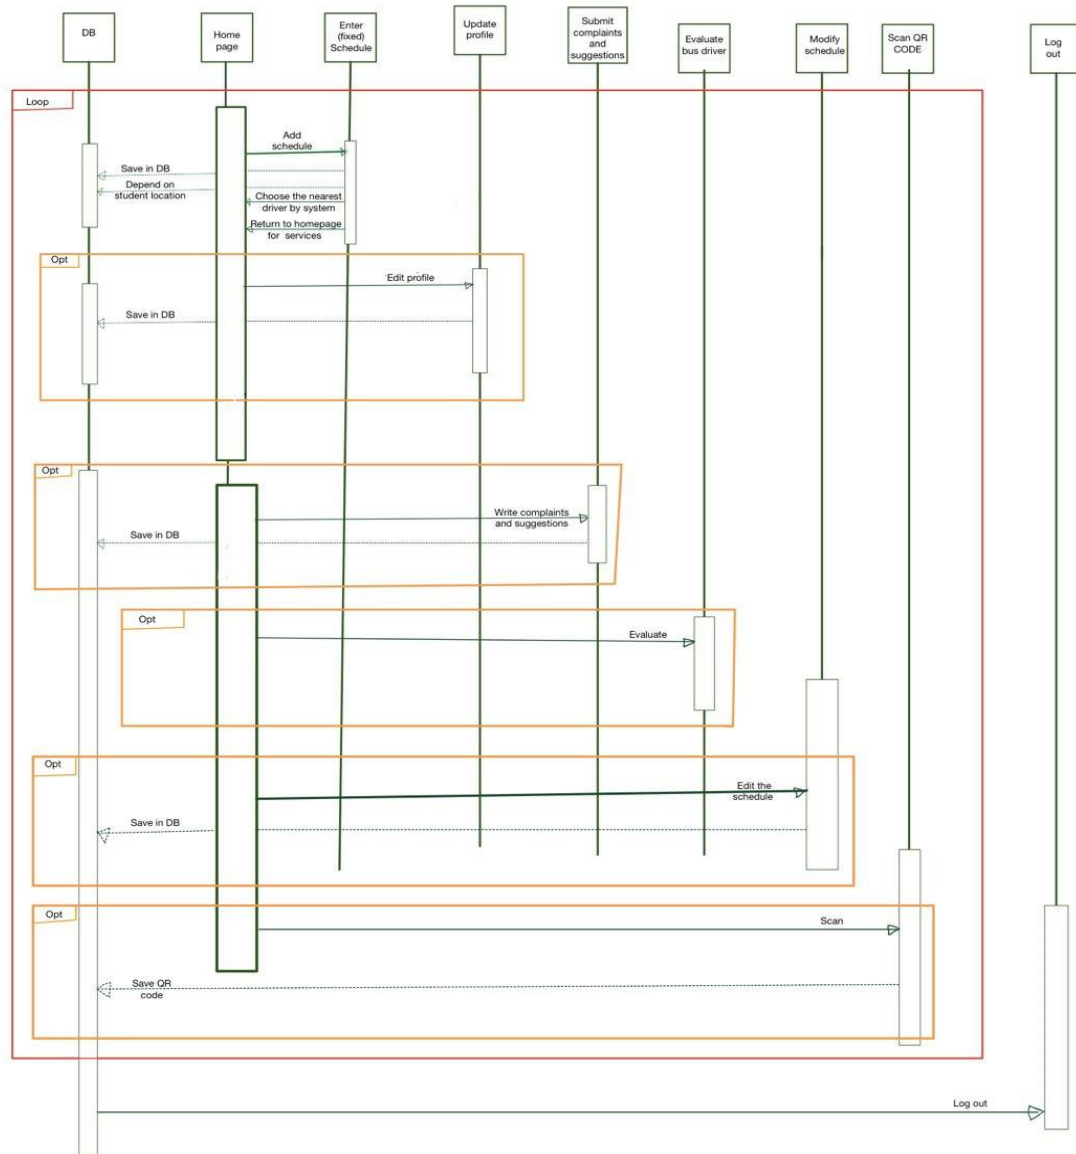 DB
Home
page
Enter
(fixed)
Schedule
Update
profile
Submit
complaints
and
suggestions
Evaluate
bus driver
Modify
schedule
Scan QR
CODE
Log
out
Loop
Add
schedule
Save in DB
Depend on
student location
Choose the nearest
driver by system
Return to homepage
for services
Opt
Edit profile
Save in DB
Opt
Write complaints
and suggestions
Save in DB
Opt
Evaluate
Opt
Edit the
schedule
Save in DB
Opt
Scan
Save QR
code
Log out